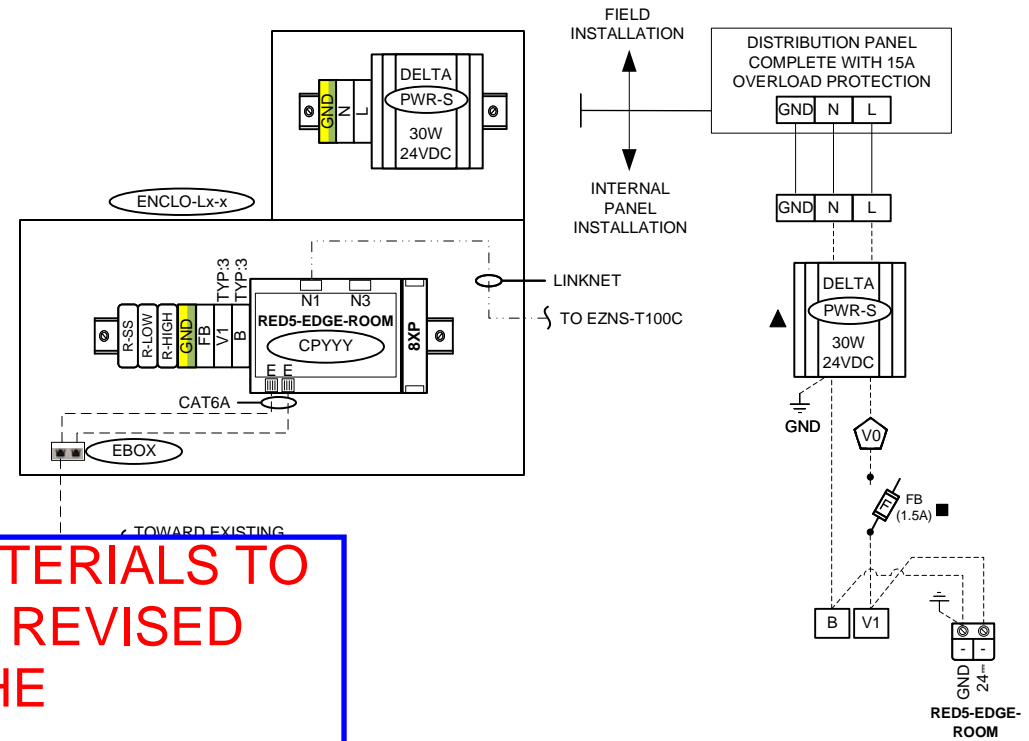 FIELD
INSTALLATION
DISTRIBUTION PANEL
COMPLETE WITH 15A
OVERLOAD PROTECTION
GND N L
INTERNAL
PANEL
INSTALLATION
GND N L
DELTA
PWR-S
30W
24VDC
GND
N
L
DELTA
PWR-S
30W
24VDC
ENCLO-Lx-x
LINKNET
TO EZNS-T100C
N1 N3
RED5-EDGE-ROOM
CPYYY
8XP
E E
TYP:3
TYP:3
R-SS
R-LOW
R-HIGH
GND
FB
V1
B
CAT6A
EBOX
TOWARD EXISTING
TERIALS TO
REVISED
HE
GND
V0
F
FB
(1.5A)
B V1
- -
GND
24
RED5-EDGE-
ROOM